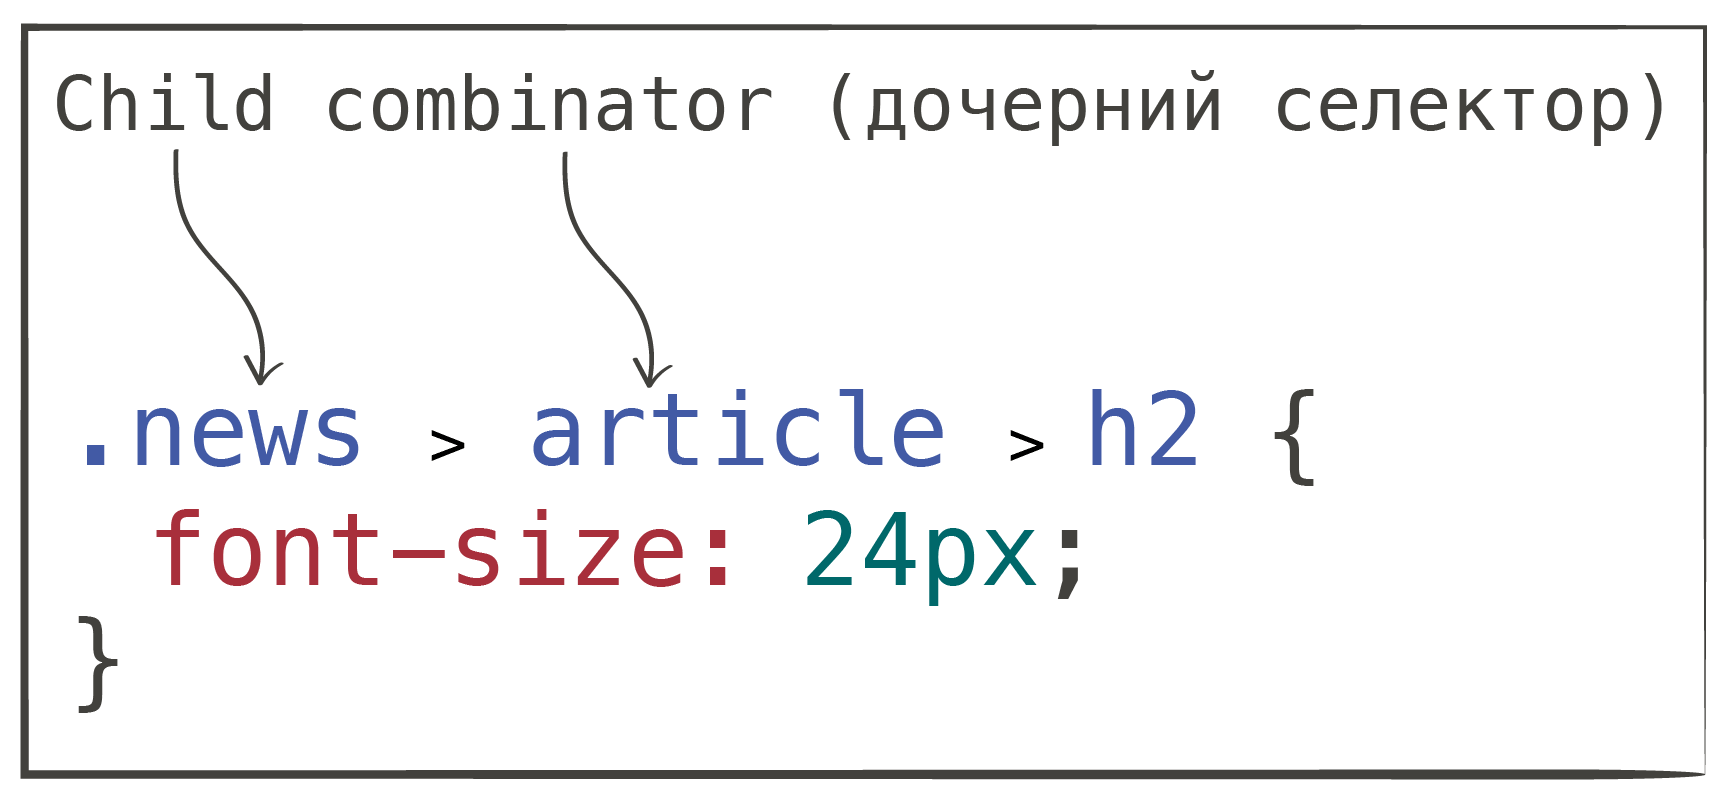 Child combinator (дочерний селектор)
.news > article > h2 {
font-size: 24px;
}